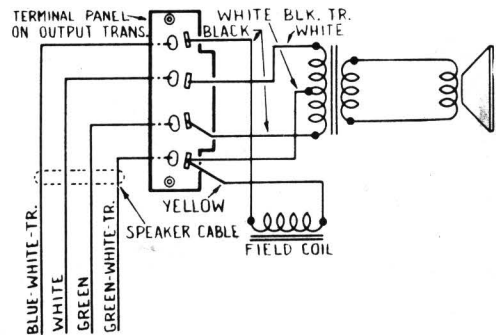 TERMINAL PANEL
ON OUTPUT TRANS.
WHITE BLK. TR.
BLACK
WHITE
YELLOW
SPEAKER CABLE
FIELD COIL
BLUE-WHITE-TR.
WHITE
GREEN
GREEN-WHITE-TR.